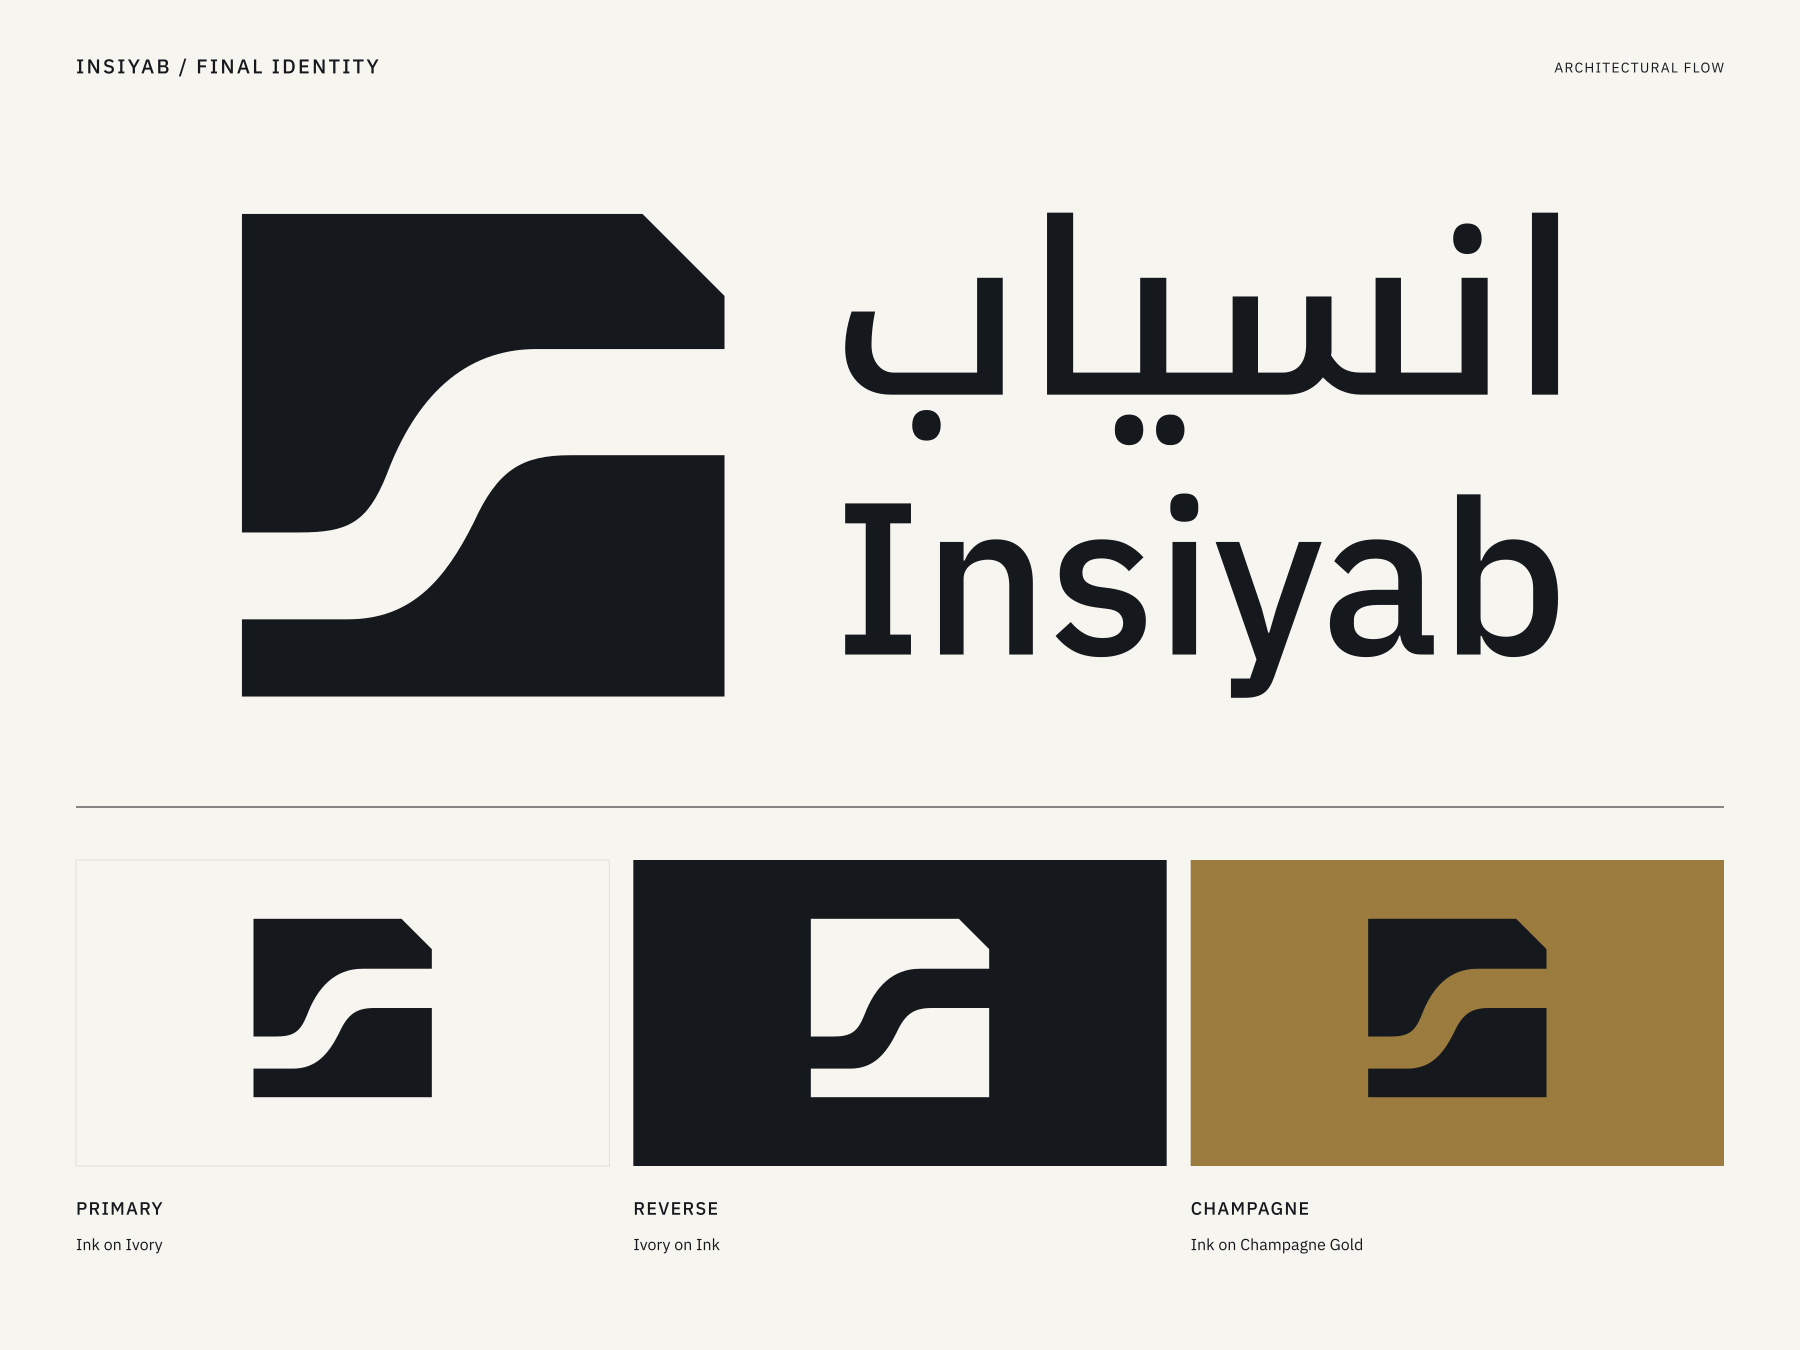 INSIYAB / FINAL IDENTITY
ARCHITECTURAL FLOW
انسياب
Insiyab
PRIMARY
Ink on Ivory
REVERSE
Ivory on Ink
CHAMPAGNE
Ink on Champagne Gold